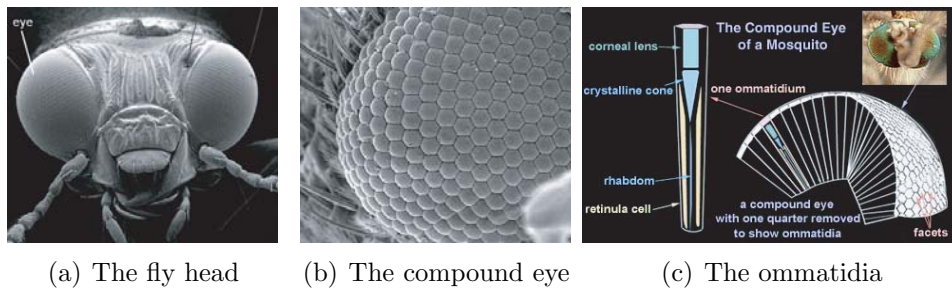 eye
The Compound Eye
of a Mosquito
corneal lens
crystalline cone
one ommatidium
rhabdom
retinula cell
a compound eye
with one quarter removed
to show ommatidia
facets
(a) The fly head
(b) The compound eye
(c) The ommatidia